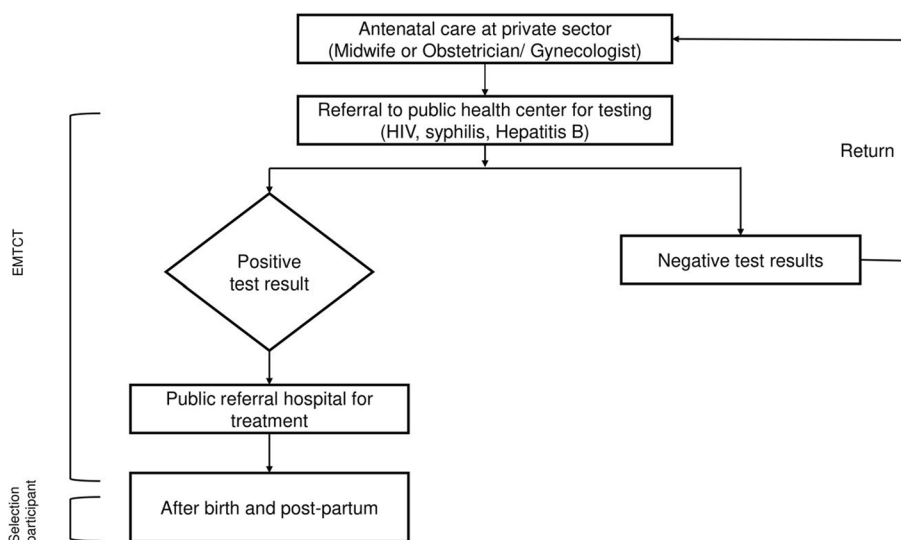 Antenatal care at private sector
(Midwife or Obstetrician/ Gynecologist)
Referral to public health center for testing
(HIV, syphilis, Hepatitis B)
Return
EMTCT
Positive
test result
Negative test results
Public referral hospital for
treatment
Selection
participant
After birth and post-partum